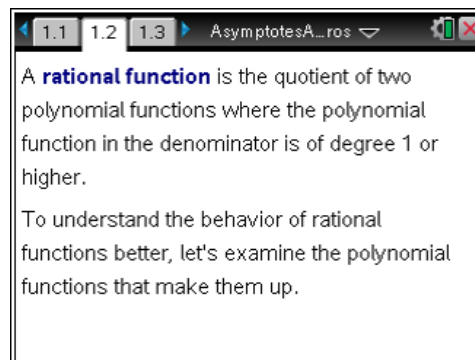 1.1 1.2 1.3 AsymptotesA...ros
A rational function is the quotient of two
polynomial functions where the polynomial
function in the denominator is of degree 1 or
higher.
To understand the behavior of rational
functions better, let's examine the polynomial
functions that make them up.